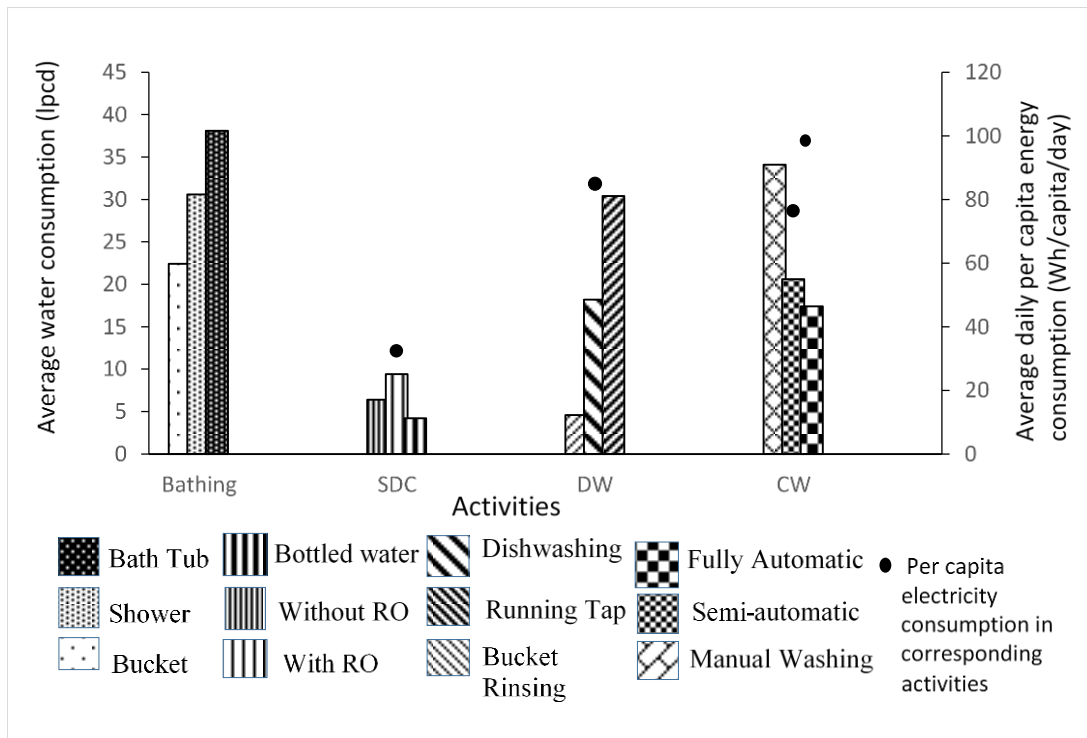 Average water consumption (lpcd)
45
40
35
30
25
20
15
10
5
0
120
100
80
60
40
20
0
Average daily per capita energy
consumption (Wh/capita/day)
Bathing
SDC
DW
CW
Activities
Bath Tub
Bottled water
Dishwashing
Fully Automatic
Shower
Without RO
Running Tap
Semi-automatic
Bucket
With RO
Bucket
Rinsing
Manual Washing
Per capita
electricity
consumption in
corresponding
activities